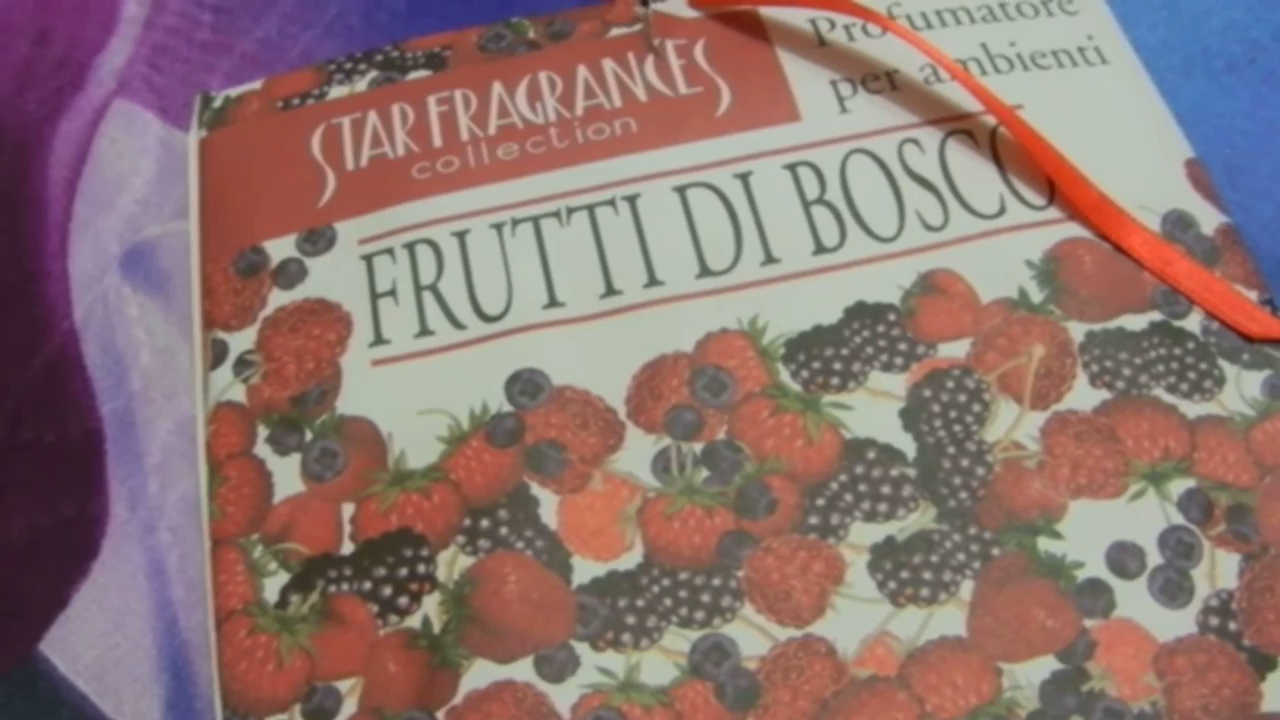 STAR FRAGRANCES
collection
Profumatore
per ambienti
FRUTTI DI BOSCO